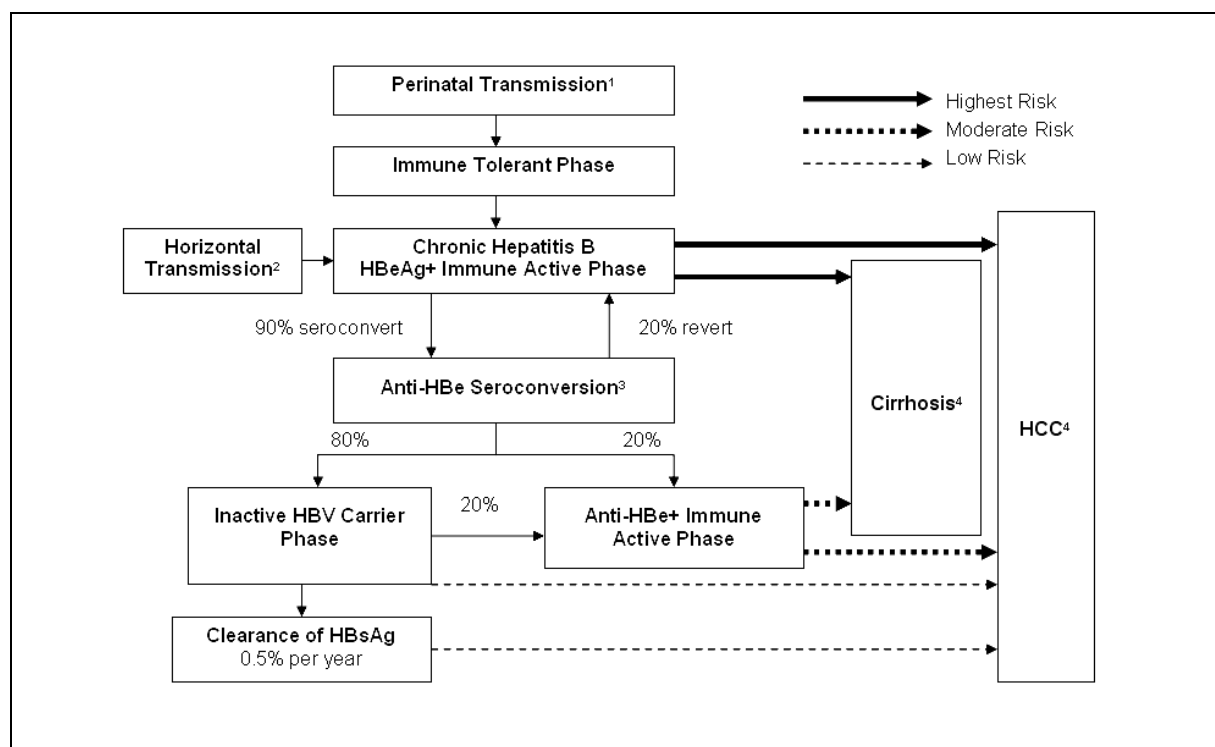 Perinatal Transmission¹
Highest Risk
Moderate Risk
Low Risk
Immune Tolerant Phase
Horizontal
Transmission²
Chronic Hepatitis B
HBeAg+ Immune Active Phase
90% seroconvert
20% revert
Anti-HBe Seroconversion³
Cirrhosis⁴
HCC⁴
80%
20%
Inactive HBV Carrier
Phase
20%
Anti-HBe+ Immune
Active Phase
Clearance of HBsAg
0.5% per year